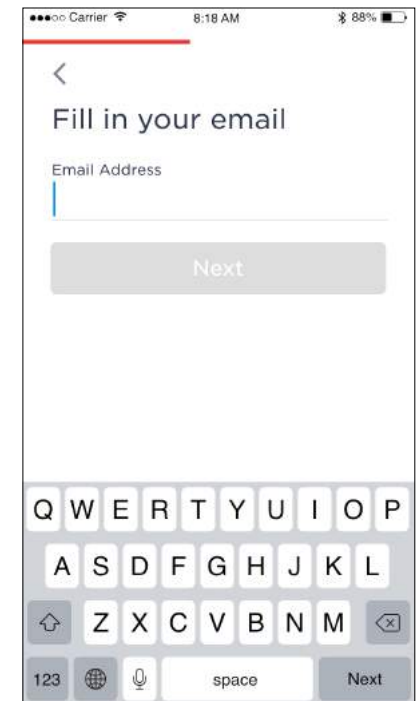 Carrier 8:18 AM 88%
Fill in your email
Email Address
Next
Q W E R T Y U I O P
A S D F G H J K L
Z X C V B N M
123 space Next